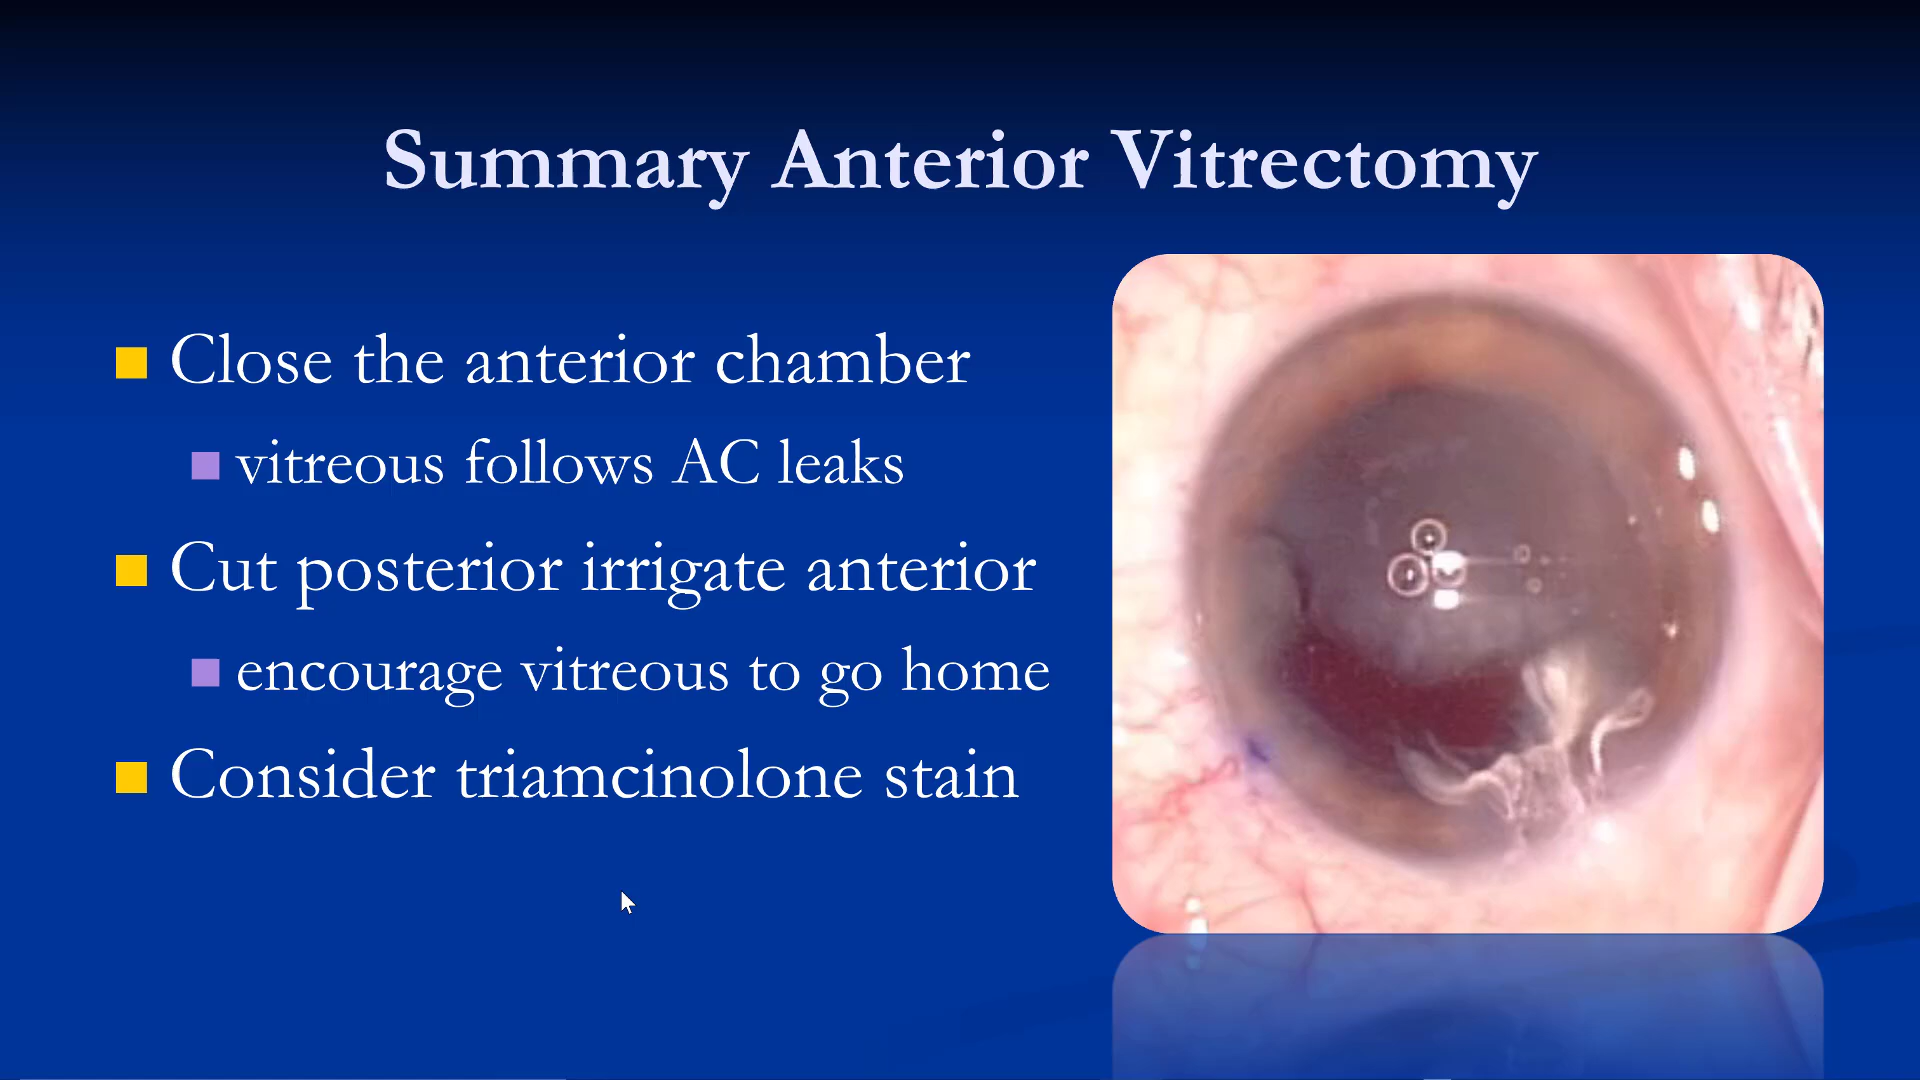 Summary Anterior Vitrectomy
Close the anterior chamber
vitreous follows AC leaks
Cut posterior irrigate anterior
encourage vitreous to go home
Consider triamcinolone stain